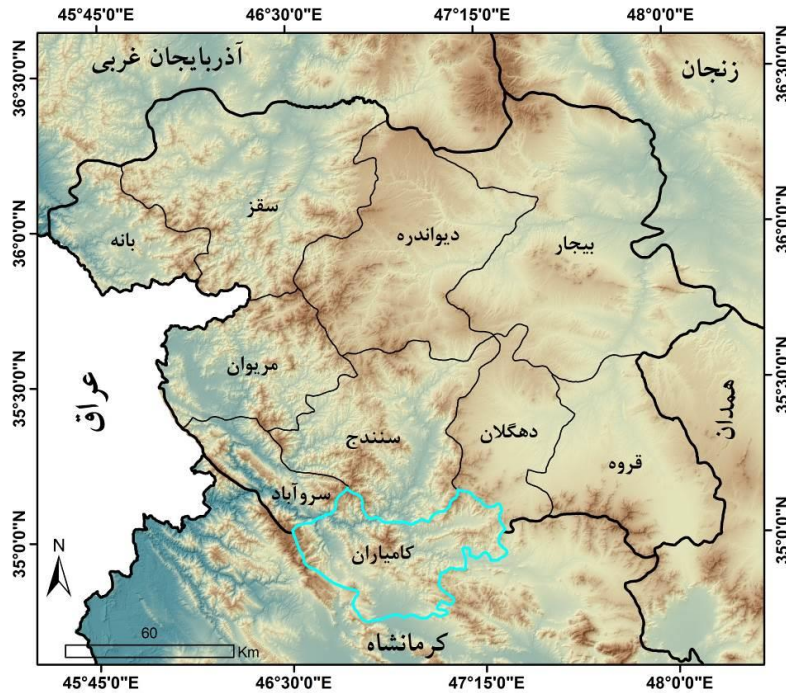 45°45'0"E 46°30'0"E 47°15'0"E 48°0'0"E
36°30'0"N
36°0'0"N
35°30'0"N
35°0'0"N
آذربایجان غربی
زنجان
سقز
بانه
دیواندره
بیجار
مریوان
عراق
سنندج
دهگلان
قروه
همدان
سروآباد
کامیاران
کرمانشاه
N
60
Km
36°30'0"N
36°0'0"N
35°30'0"N
35°0'0"N
45°45'0"E 46°30'0"E 47°15'0"E 48°0'0"E